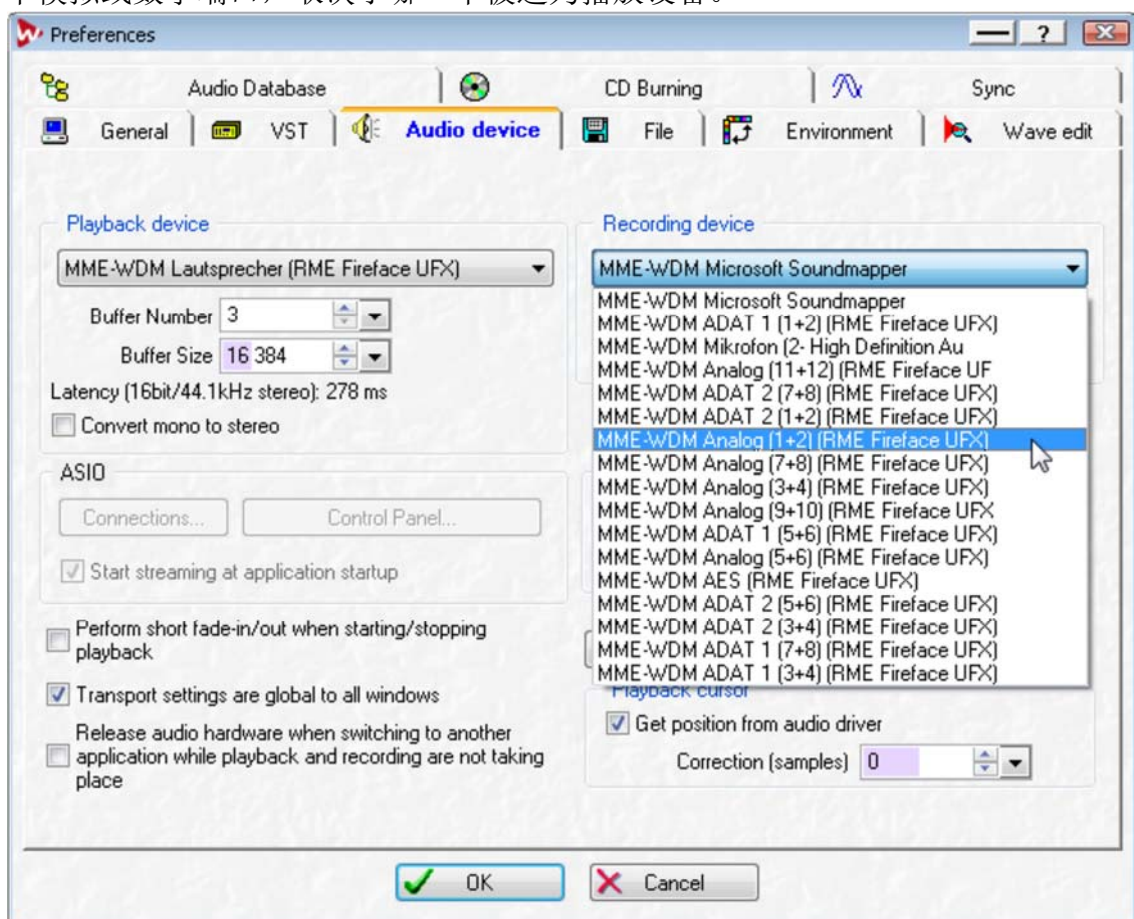 Preferences
?
Audio Database
CD Burning
Sync
General
VST
Audio device
File
Environment
Wave edit
Playback device
MME-WDM Lautsprecher (RME Fireface UFX)
Buffer Number 3
Buffer Size 16 384
Latency (16bit/44.1kHz stereo): 278 ms
Convert mono to stereo
ASIO
Connections...
Control Panel...
Start streaming at application startup
Perform short fade-in/out when starting/stopping
playback
Transport settings are global to all windows
Release audio hardware when switching to another
application while playback and recording are not taking
place
Recording device
MME-WDM Microsoft Soundmapper
MME-WDM Microsoft Soundmapper
MME-WDM ADAT 1 (1+2) (RME Fireface UFX)
MME-WDM Mikrofon (2- High Definition Au
MME-WDM Analog (11+12) (RME Fireface UF
MME-WDM ADAT 2 (7+8) (RME Fireface UFX)
MME-WDM ADAT 2 (1+2) (RME Fireface UFX)
MME-WDM Analog (1+2) (RME Fireface UFX)
MME-WDM Analog (7+8) (RME Fireface UFX)
MME-WDM Analog (3+4) (RME Fireface UFX)
MME-WDM Analog (9+10) (RME Fireface UFX
MME-WDM ADAT 1 (5+6) (RME Fireface UFX)
MME-WDM Analog (5+6) (RME Fireface UFX)
MME-WDM AES (RME Fireface UFX)
MME-WDM ADAT 2 (5+6) (RME Fireface UFX)
MME-WDM ADAT 2 (3+4) (RME Fireface UFX)
MME-WDM ADAT 1 (7+8) (RME Fireface UFX)
MME-WDM ADAT 1 (3+4) (RME Fireface UFX)
Playback cursor
Get position from audio driver
Correction (samples) 0
OK
Cancel